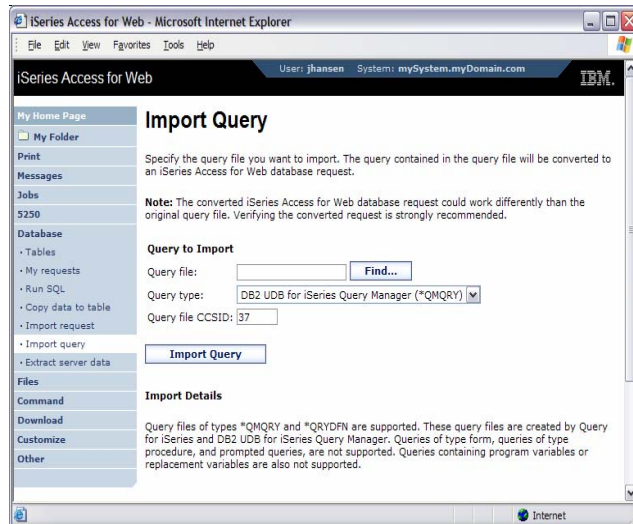 iSeries Access for Web - Microsoft Internet Explorer
File Edit View Favorites Tools Help
iSeries Access for Web
User: jhansen System: mySystem.myDomain.com
IBM.
My Home Page
My Folder
Print
Messages
Jobs
5250
Database
• Tables
• My requests
• Run SQL
• Copy data to table
• Import request
• Import query
• Extract server data
Files
Command
Download
Customize
Other
Import Query
Specify the query file you want to import. The query contained in the query file will be converted to
an iSeries Access for Web database request.
Note: The converted iSeries Access for Web database request could work differently than the
original query file. Verifying the converted request is strongly recommended.
Query to Import
Query file:
Find...
Query type: DB2 UDB for iSeries Query Manager (*QMQRY)
Query file CCSID: 37
Import Query
Import Details
Query files of types *QMQRY and *QRYDFN are supported. These query files are created by Query
for iSeries and DB2 UDB for iSeries Query Manager. Queries of type form, queries of type
procedure, and prompted queries, are not supported. Queries containing program variables or
replacement variables are also not supported.
Internet